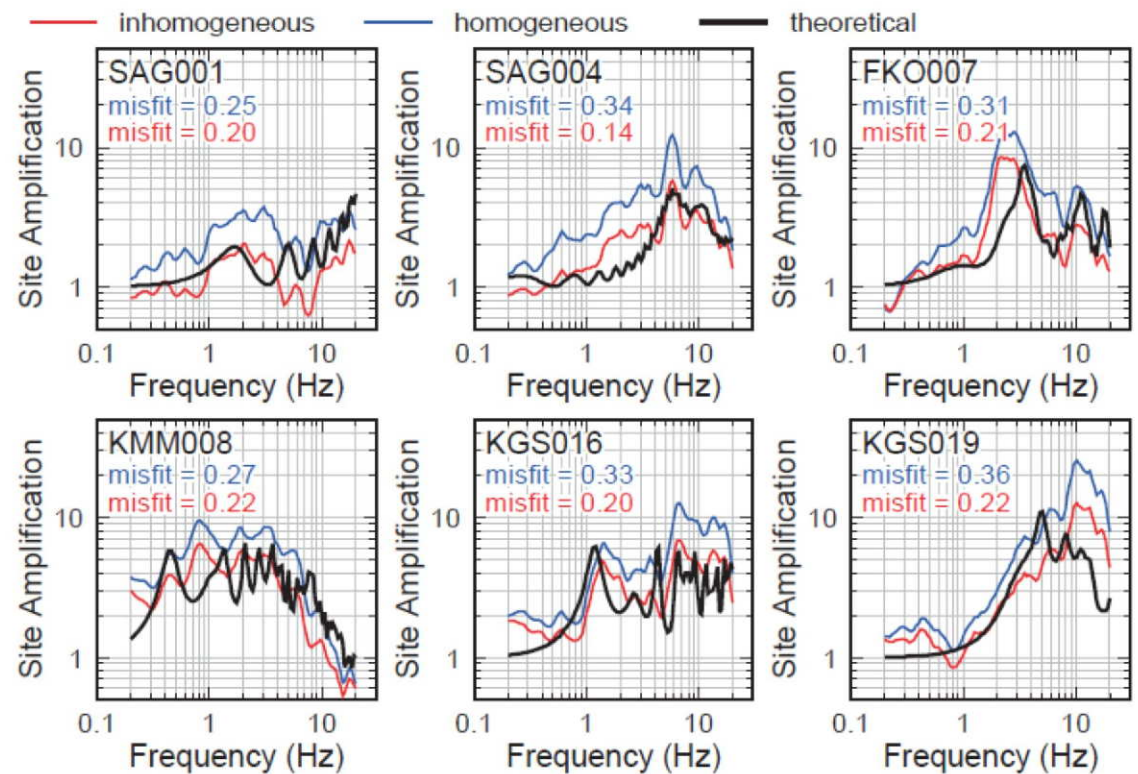 inhomogeneous homogeneous theoretical
SAG001
misfit = 0.25
misfit = 0.20
Site Amplification
10
1
0.1 1 10
Frequency (Hz)
SAG004
misfit = 0.34
misfit = 0.14
Site Amplification
10
1
0.1 1 10
Frequency (Hz)
FKO007
misfit = 0.31
misfit = 0.21
Site Amplification
10
1
0.1 1 10
Frequency (Hz)
KMM008
misfit = 0.27
misfit = 0.22
Site Amplification
10
1
0.1 1 10
Frequency (Hz)
KGS016
misfit = 0.33
misfit = 0.20
Site Amplification
10
1
0.1 1 10
Frequency (Hz)
KGS019
misfit = 0.36
misfit = 0.22
Site Amplification
10
1
0.1 1 10
Frequency (Hz)